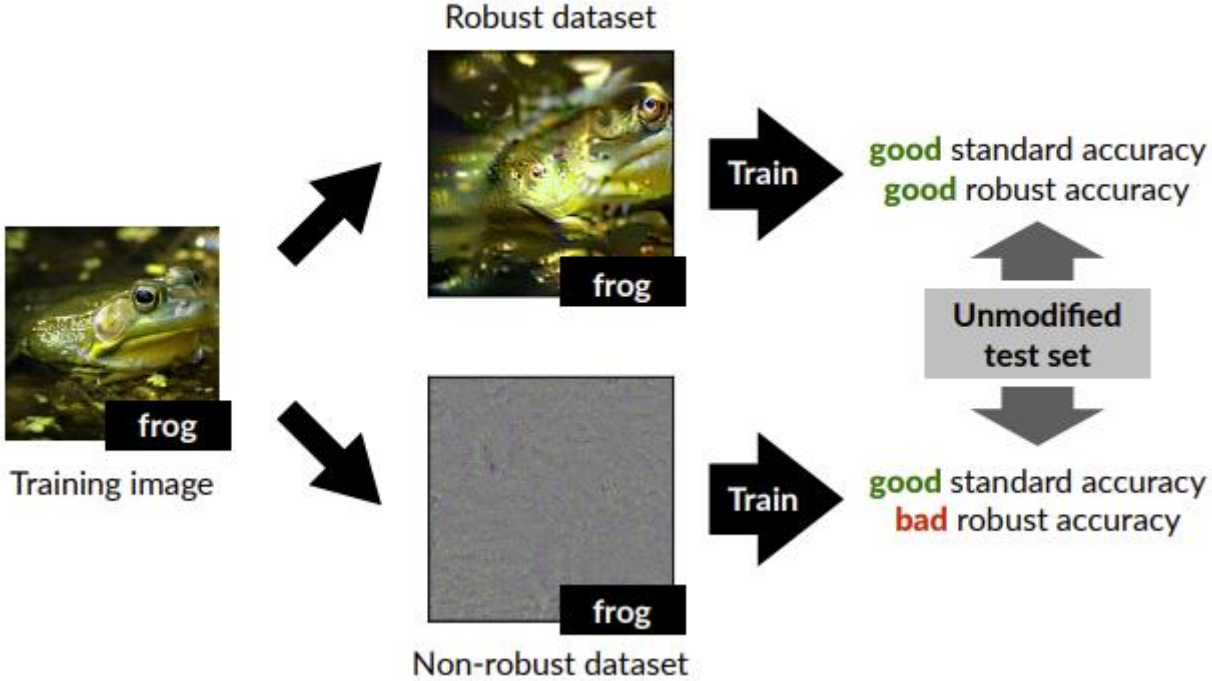 Robust dataset
frog
Train
good standard accuracy
good robust accuracy
frog
Training image
Unmodified
test set
frog
Non-robust dataset
Train
good standard accuracy
bad robust accuracy